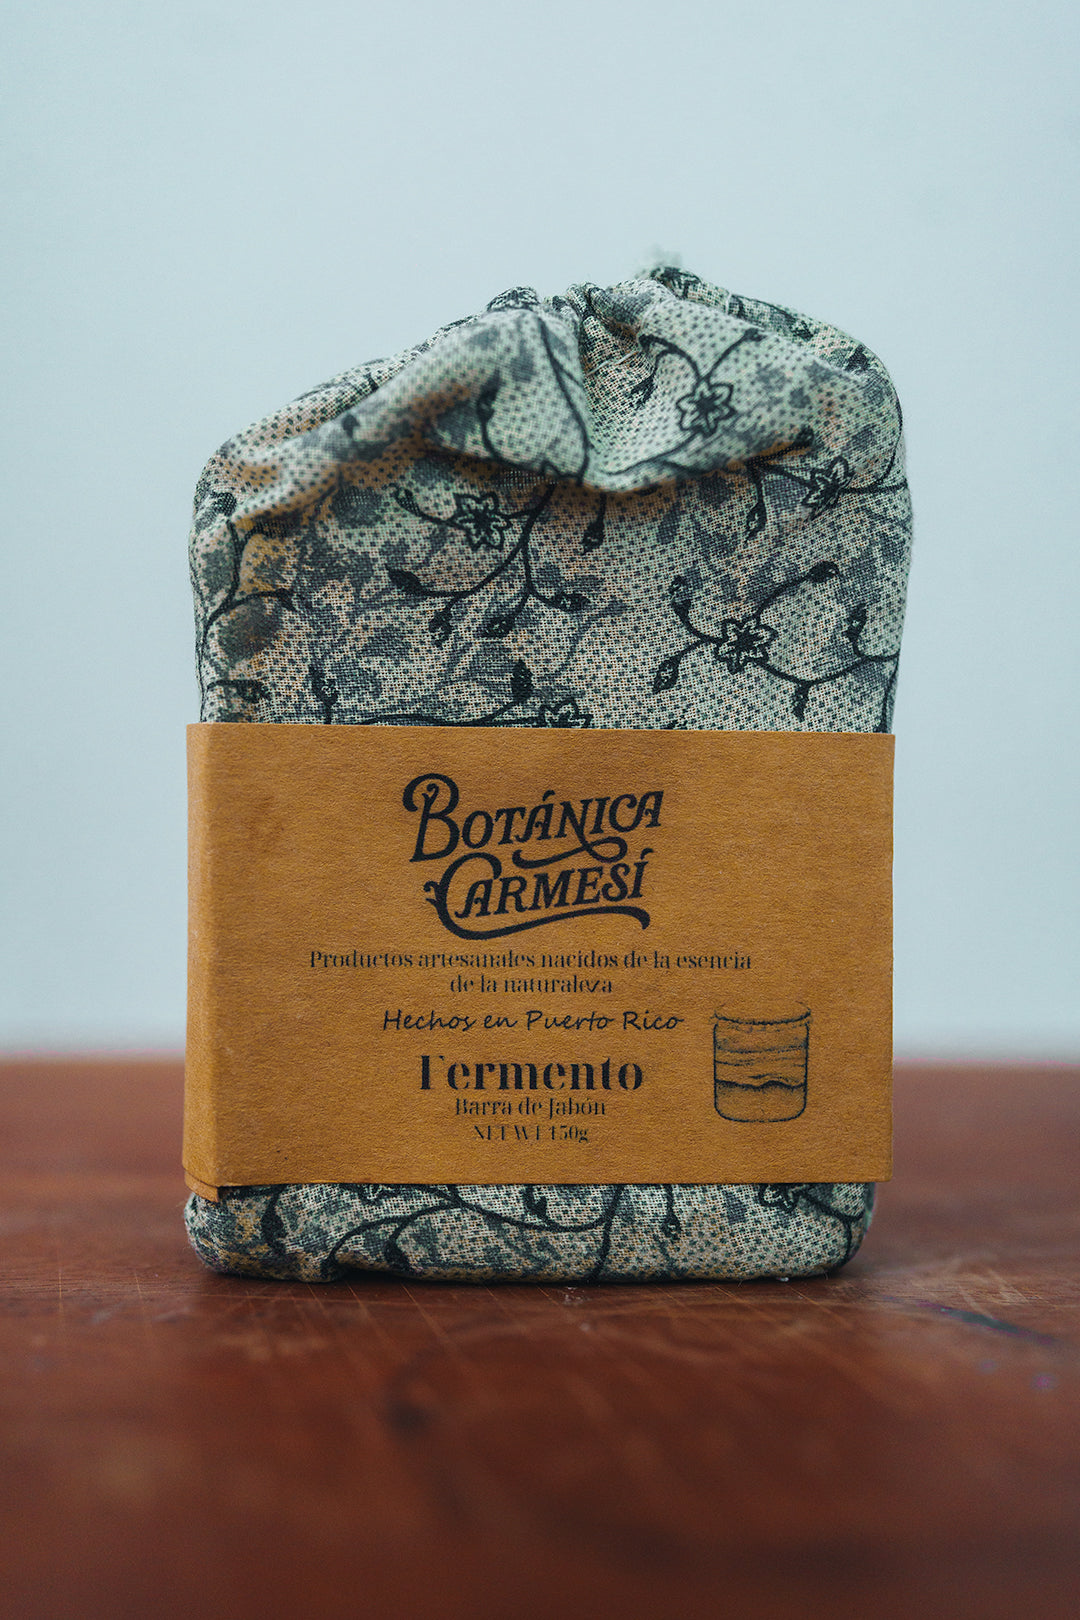 BOTÁNICA
CARMESÍ
Productos artesanales nacidos de la esencia
de la naturaleza
Hechos en Puerto Rico
Fermento
Barra de Jabón
NET WT 150g